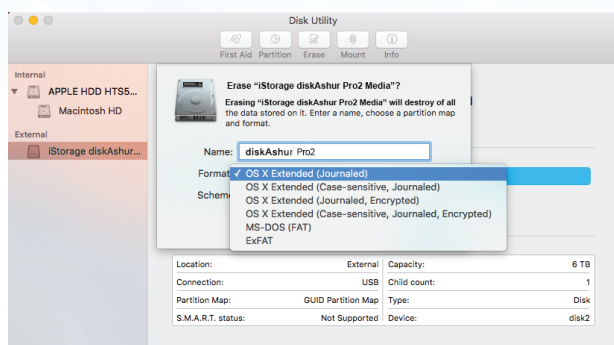 Disk Utility
First Aid Partition Erase Mount Info
Internal
APPLE HDD HTS5...
Macintosh HD
External
iStorage diskAshur...
Erase “iStorage diskAshur Pro2 Media”?
Erasing “iStorage diskAshur Pro2 Media” will destroy of all
the data stored on it. Enter a name, choose a partition map
and format.
Name: diskAshur Pro2
Format ✓ OS X Extended (Journaled)
OS X Extended (Case-sensitive, Journaled)
Schem
OS X Extended (Journaled, Encrypted)
OS X Extended (Case-sensitive, Journaled, Encrypted)
MS-DOS (FAT)
ExFAT
Location: External Capacity: 6 TB
Connection: USB Child count: 1
Partition Map: GUID Partition Map Type: Disk
S.M.A.R.T. status: Not Supported Device: disk2